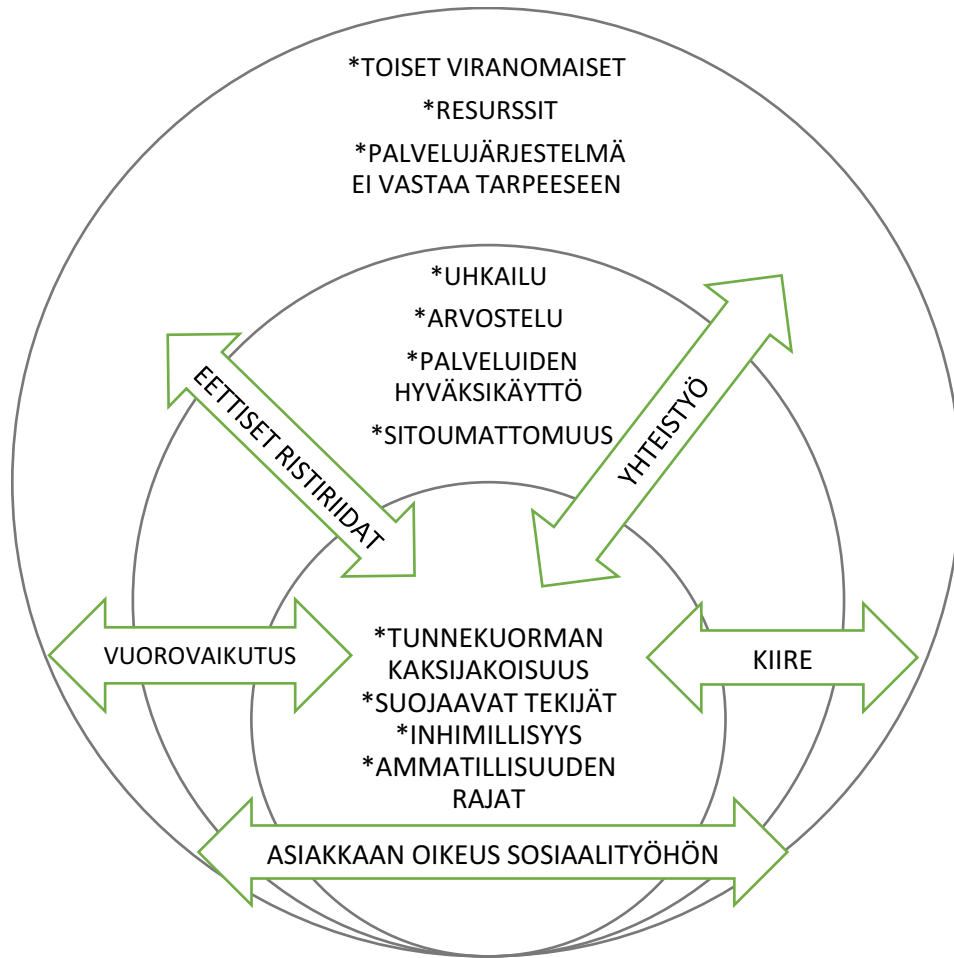 *TOISET VIRANOMAISET
*RESURSSIT
*PALVELUJÄRJESTELMÄ
EI VASTAA TARPEESEEN
*UHKAILU
*ARVOSTELU
*PALVELUIDEN
HYVÄKSIKÄYTTÖ
*SITOUMATTOMUUS
EETTISET RISTIRIIDAT
YHTEISTYÖ
VUOROVAIKUTUS
*TUNNEKUORMAN
KAKSIJAKOISUUS
*SUOJAAVAT TEKIJÄT
*INHIMILLISYYS
*AMMATILLISUUDEN
RAJAT
KIIRE
ASIAKKAAN OIKEUS SOSIAALITYÖHÖN